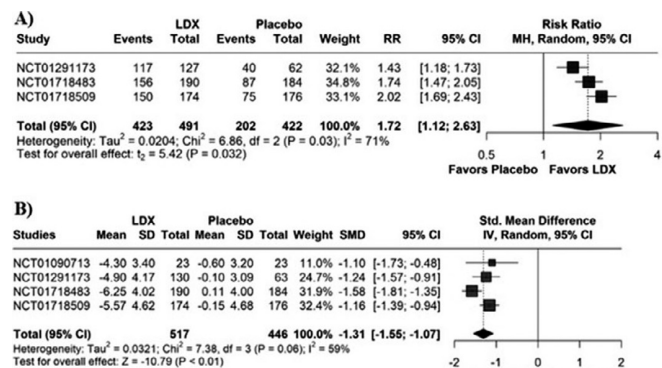 A)
LDX Placebo Risk Ratio
Study Events Total Events Total Weight RR 95% CI MH, Random, 95% CI
NCT01291173 117 127 40 62 32.1% 1.43 [1.18; 1.73]
NCT01718483 156 190 87 184 34.8% 1.74 [1.47; 2.05]
NCT01718509 150 174 75 176 33.1% 2.02 [1.69; 2.43]
Total (95% CI) 423 491 202 422 100.0% 1.72 [1.12; 2.63]
Heterogeneity: Tau² = 0.0204; Chi² = 6.86, df = 2 (P = 0.03); I² = 71%
Test for overall effect: t₂ = 5.42 (P = 0.032)
0.5 1 2 4
Favors Placebo Favors LDX
B)
LDX Placebo Std. Mean Difference
Studies Mean SD Total Mean SD Total Weight SMD 95% CI IV, Random, 95% CI
NCT01090713 -4.30 3.40 23 -0.60 3.20 23 11.0% -1.10 [-1.73; -0.48]
NCT01291173 -4.90 4.17 130 -0.10 3.09 63 24.7% -1.24 [-1.57; -0.91]
NCT01718483 -6.25 4.02 190 0.11 4.00 184 31.9% -1.58 [-1.81; -1.35]
NCT01718509 -5.57 4.62 174 -0.15 4.68 176 32.4% -1.16 [-1.39; -0.94]
Total (95% CI) 517 446 100.0% -1.31 [-1.55; -1.07]
Heterogeneity: Tau² = 0.0321; Chi² = 7.38, df = 3 (P = 0.06); I² = 59%
Test for overall effect: Z = -10.79 (P < 0.01)
-2 -1 0 1 2